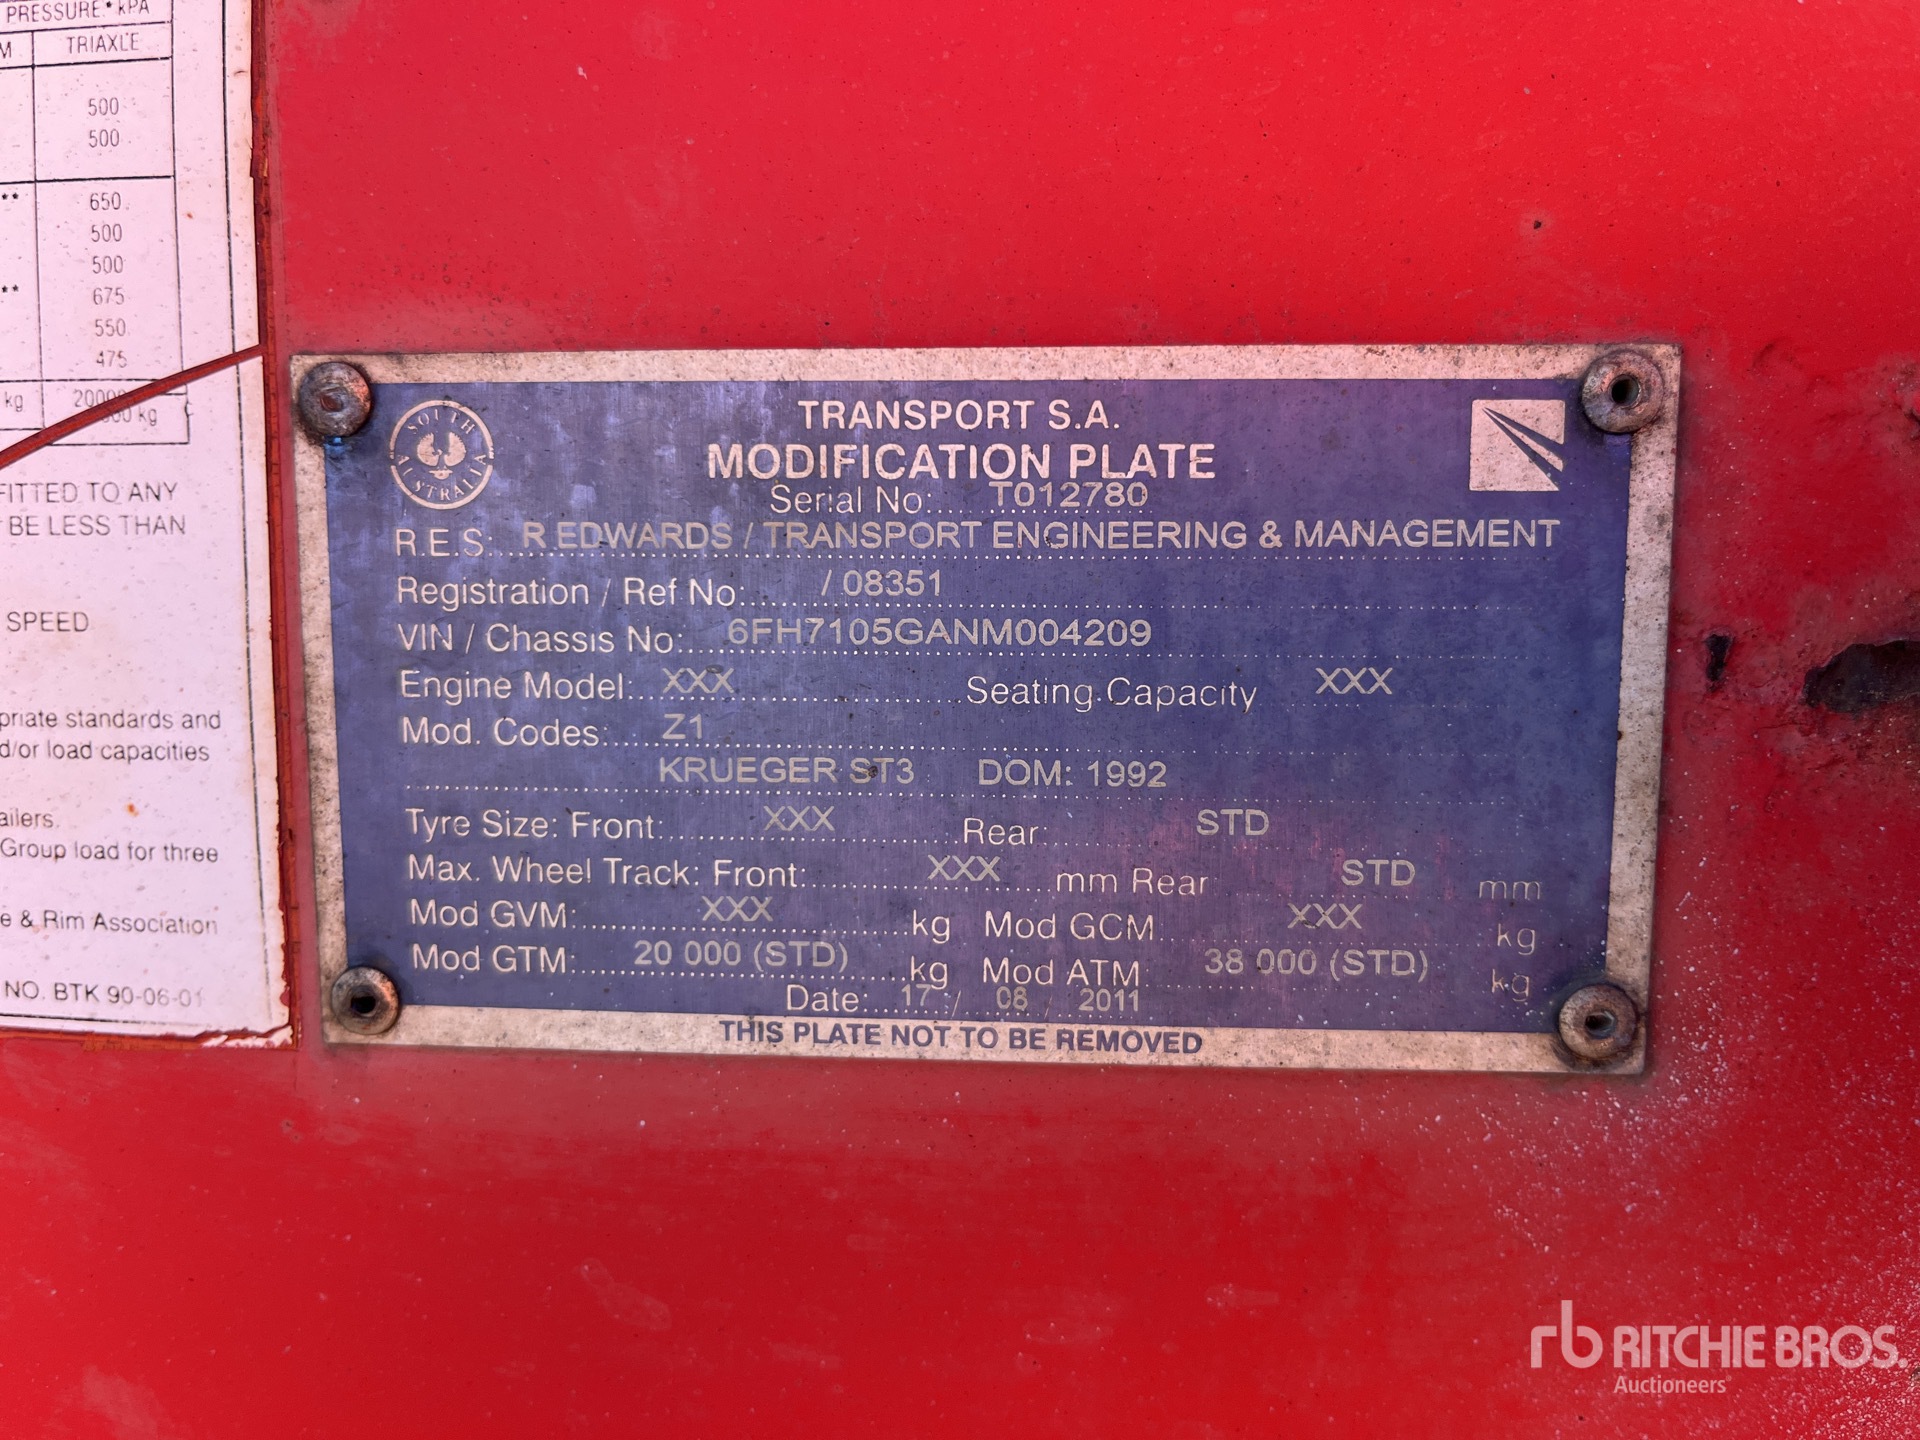 PRESSURE.* kPA
M TRIAXLE
500
500
** 650
500
500
** 675
550
475
kg 20000 kg
FITTED TO ANY
BE LESS THAN
SPEED
priate standards and
d/or load capacities
ailers.
Group load for three
e & Rim Association
NO. BTK 90-06-01
SOUTH AUSTRALIA
TRANSPORT S.A.
MODIFICATION PLATE
Serial No: T012780
R.E.S: R EDWARDS / TRANSPORT ENGINEERING & MANAGEMENT
Registration / Ref No: / 08351
VIN / Chassis No: 6FH7105GANM004209
Engine Model: XXX Seating Capacity XXX
Mod. Codes: Z1
KRUEGER ST3 DOM: 1992
Tyre Size: Front: XXX Rear: STD
Max. Wheel Track: Front: XXX mm Rear STD mm
Mod GVM: XXX kg Mod GCM: XXX kg
Mod GTM: 20 000 (STD) kg Mod ATM: 38 000 (STD) kg
Date: 17 / 08 / 2011
THIS PLATE NOT TO BE REMOVED
rb RITCHIE BROS.
Auctioneers